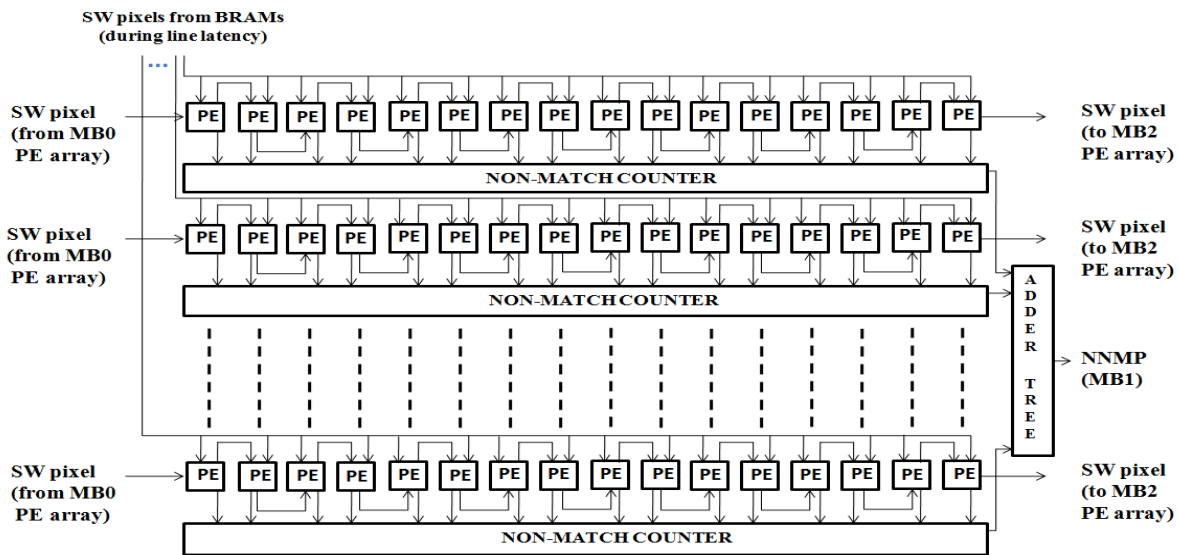 SW pixels from BRAMs
(during line latency)
...
SW pixel
(from MB0
PE array)
PE PE PE PE PE PE PE PE PE PE PE PE PE PE PE PE
SW pixel
(to MB2
PE array)
NON-MATCH COUNTER
SW pixel
(from MB0
PE array)
PE PE PE PE PE PE PE PE PE PE PE PE PE PE PE PE
SW pixel
(to MB2
PE array)
NON-MATCH COUNTER
ADDER TREE
NNMP
(MB1)
SW pixel
(from MB0
PE array)
PE PE PE PE PE PE PE PE PE PE PE PE PE PE PE PE
SW pixel
(to MB2
PE array)
NON-MATCH COUNTER